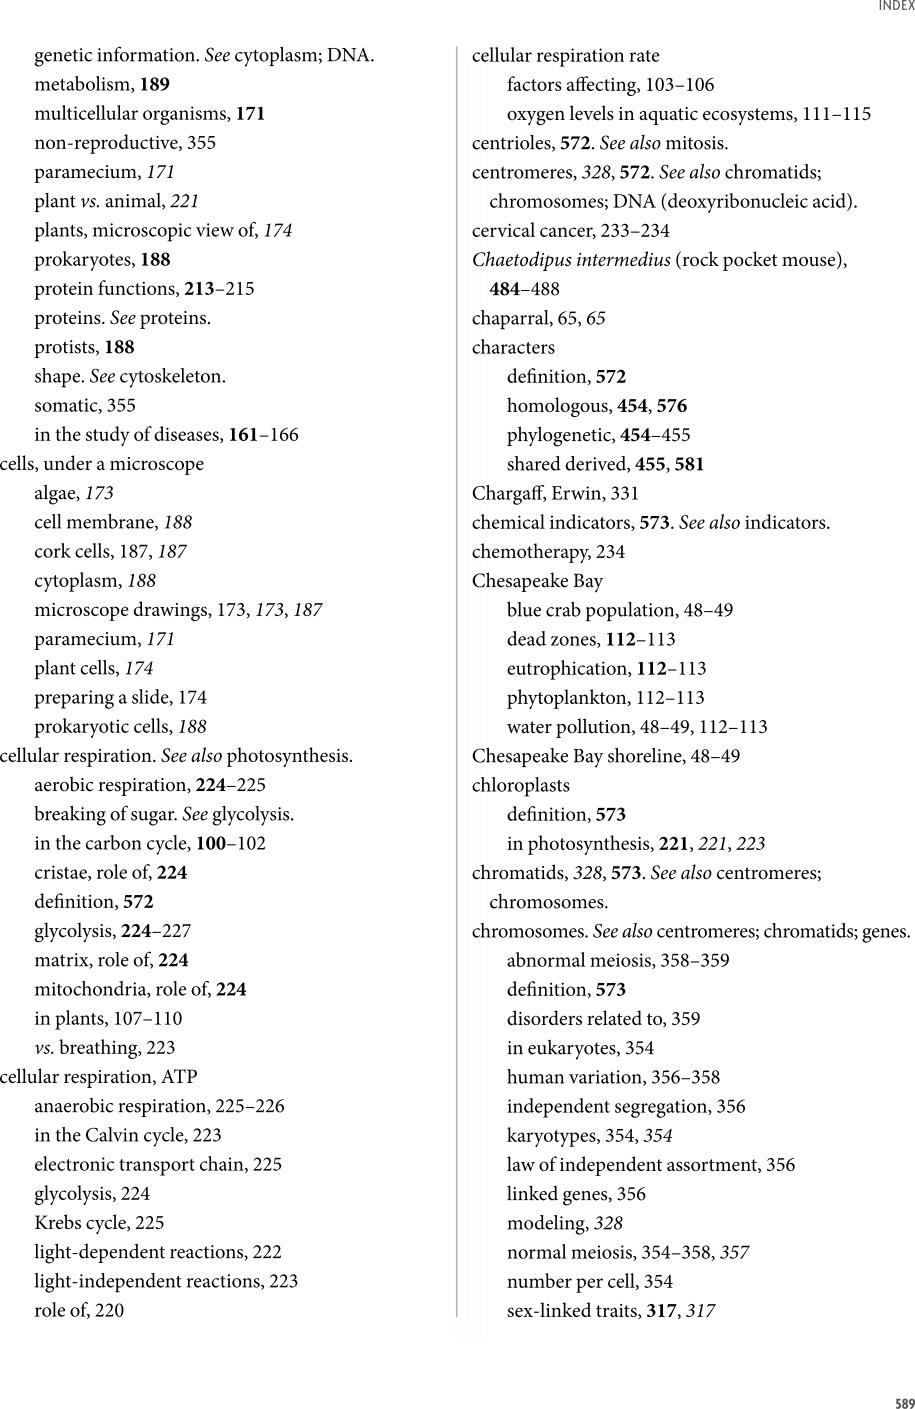 INDEX
genetic information. See cytoplasm; DNA.
metabolism, 189
multicellular organisms, 171
non-reproductive, 355
paramecium, 171
plant vs. animal, 221
plants, microscopic view of, 174
prokaryotes, 188
protein functions, 213–215
proteins. See proteins.
protists, 188
shape. See cytoskeleton.
somatic, 355
in the study of diseases, 161–166
cells, under a microscope
algae, 173
cell membrane, 188
cork cells, 187, 187
cytoplasm, 188
microscope drawings, 173, 173, 187
paramecium, 171
plant cells, 174
preparing a slide, 174
prokaryotic cells, 188
cellular respiration. See also photosynthesis.
aerobic respiration, 224–225
breaking of sugar. See glycolysis.
in the carbon cycle, 100–102
cristae, role of, 224
definition, 572
glycolysis, 224–227
matrix, role of, 224
mitochondria, role of, 224
in plants, 107–110
vs. breathing, 223
cellular respiration, ATP
anaerobic respiration, 225–226
in the Calvin cycle, 223
electronic transport chain, 225
glycolysis, 224
Krebs cycle, 225
light-dependent reactions, 222
light-independent reactions, 223
role of, 220
cellular respiration rate
factors affecting, 103–106
oxygen levels in aquatic ecosystems, 111–115
centrioles, 572. See also mitosis.
centromeres, 328, 572. See also chromatids;
chromosomes; DNA (deoxyribonucleic acid).
cervical cancer, 233–234
Chaetodipus intermedius (rock pocket mouse),
484–488
chaparral, 65, 65
characters
definition, 572
homologous, 454, 576
phylogenetic, 454–455
shared derived, 455, 581
Chargaff, Erwin, 331
chemical indicators, 573. See also indicators.
chemotherapy, 234
Chesapeake Bay
blue crab population, 48–49
dead zones, 112–113
eutrophication, 112–113
phytoplankton, 112–113
water pollution, 48–49, 112–113
Chesapeake Bay shoreline, 48–49
chloroplasts
definition, 573
in photosynthesis, 221, 221, 223
chromatids, 328, 573. See also centromeres;
chromosomes.
chromosomes. See also centromeres; chromatids; genes.
abnormal meiosis, 358–359
definition, 573
disorders related to, 359
in eukaryotes, 354
human variation, 356–358
independent segregation, 356
karyotypes, 354, 354
law of independent assortment, 356
linked genes, 356
modeling, 328
normal meiosis, 354–358, 357
number per cell, 354
sex-linked traits, 317, 317
589